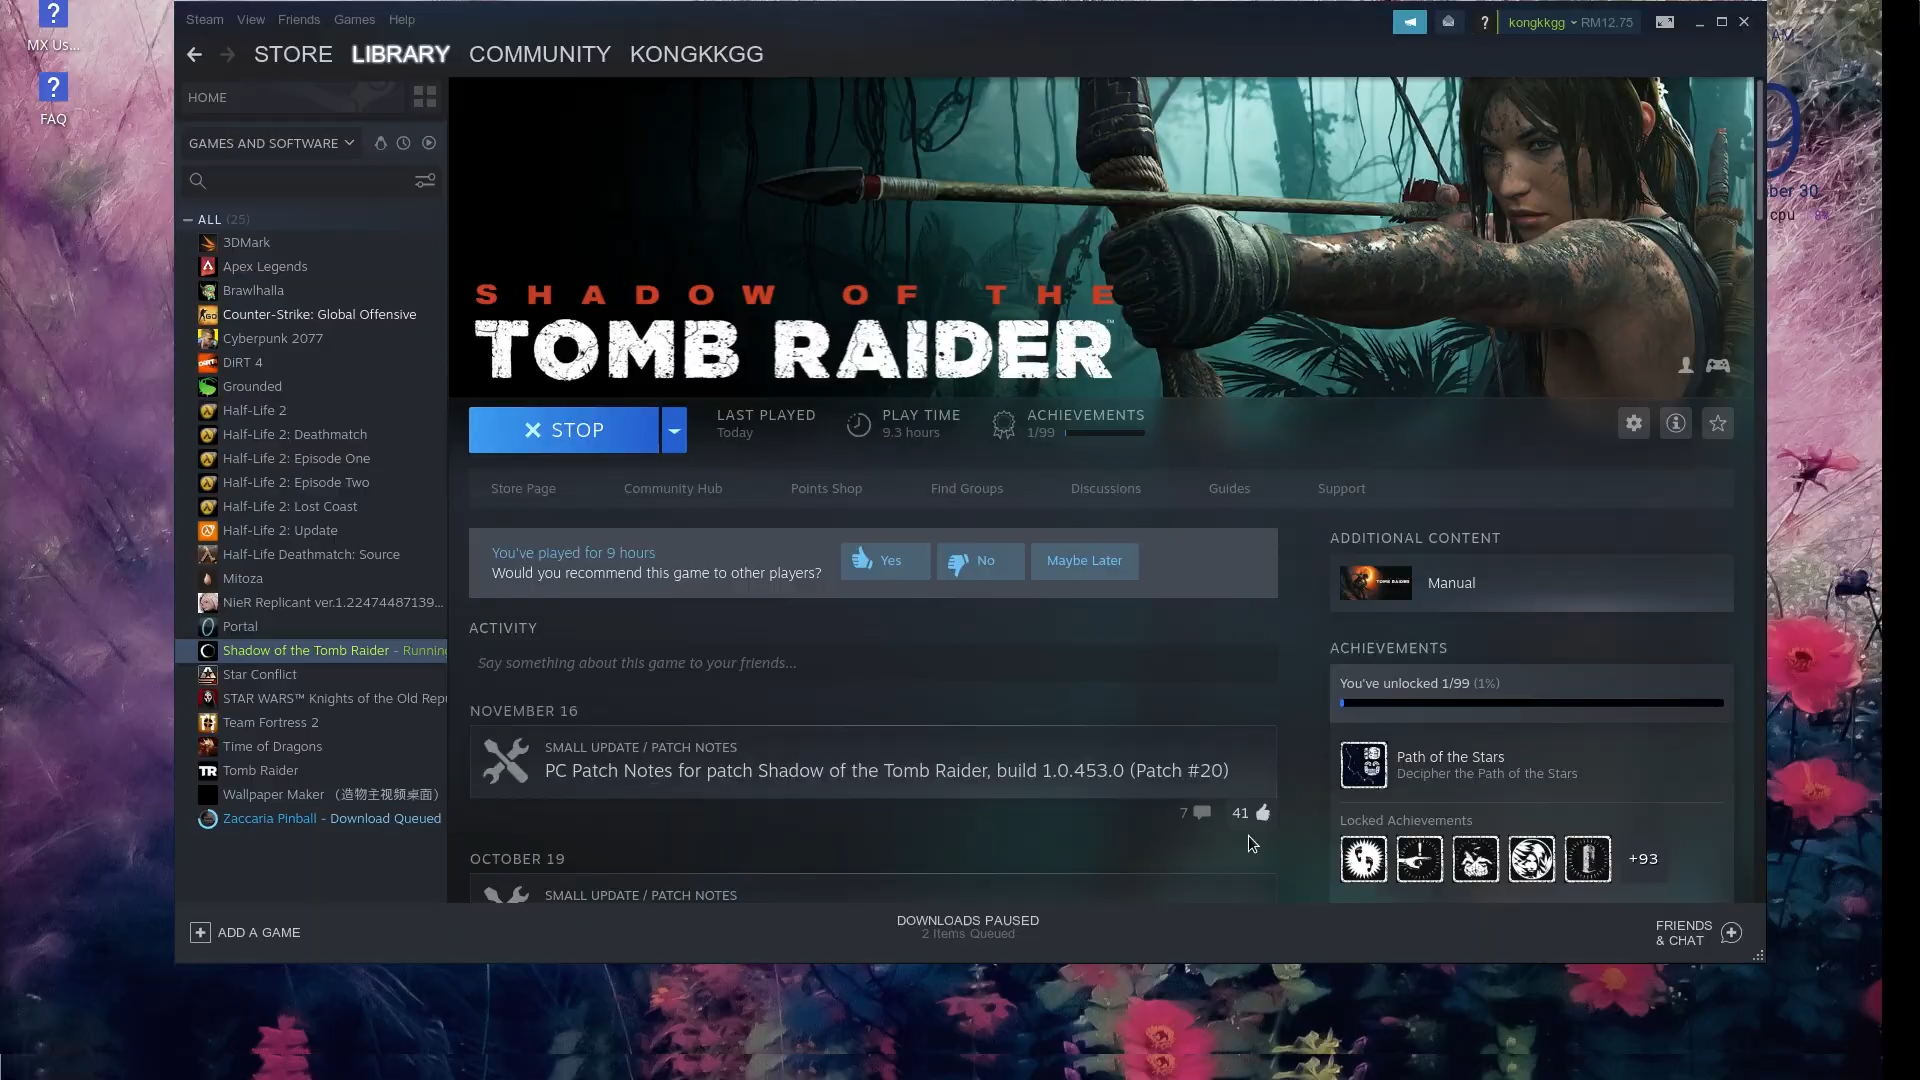 MX Us...
FAQ
Steam View Friends Games Help
? kongkkgg RM12.75
STORE LIBRARY COMMUNITY KONGKKGG
HOME
GAMES AND SOFTWARE
ALL (25)
3DMark
Apex Legends
Brawlhalla
Counter-Strike: Global Offensive
Cyberpunk 2077
DiRT 4
Grounded
Half-Life 2
Half-Life 2: Deathmatch
Half-Life 2: Episode One
Half-Life 2: Episode Two
Half-Life 2: Lost Coast
Half-Life 2: Update
Half-Life Deathmatch: Source
Mitoza
NieR Replicant ver.1.22474487139...
Portal
Shadow of the Tomb Raider - Running
Star Conflict
STAR WARS™ Knights of the Old Repu
Team Fortress 2
Time of Dragons
Tomb Raider
Wallpaper Maker （造物主视频桌面）
Zaccaria Pinball - Download Queued
ADD A GAME
SHADOW OF THE
TOMB RAIDER™
STOP
LAST PLAYED
Today
PLAY TIME
9.3 hours
ACHIEVEMENTS
1/99
Store Page Community Hub Points Shop Find Groups Discussions Guides Support
You've played for 9 hours
Would you recommend this game to other players?
Yes No Maybe Later
ACTIVITY
Say something about this game to your friends...
NOVEMBER 16
SMALL UPDATE / PATCH NOTES
PC Patch Notes for patch Shadow of the Tomb Raider, build 1.0.453.0 (Patch #20)
7 41
OCTOBER 19
SMALL UPDATE / PATCH NOTES
ADDITIONAL CONTENT
Manual
ACHIEVEMENTS
You've unlocked 1/99 (1%)
Path of the Stars
Decipher the Path of the Stars
Locked Achievements
+93
DOWNLOADS PAUSED
2 Items Queued
FRIENDS
& CHAT
AM
9
ber 30
cpu